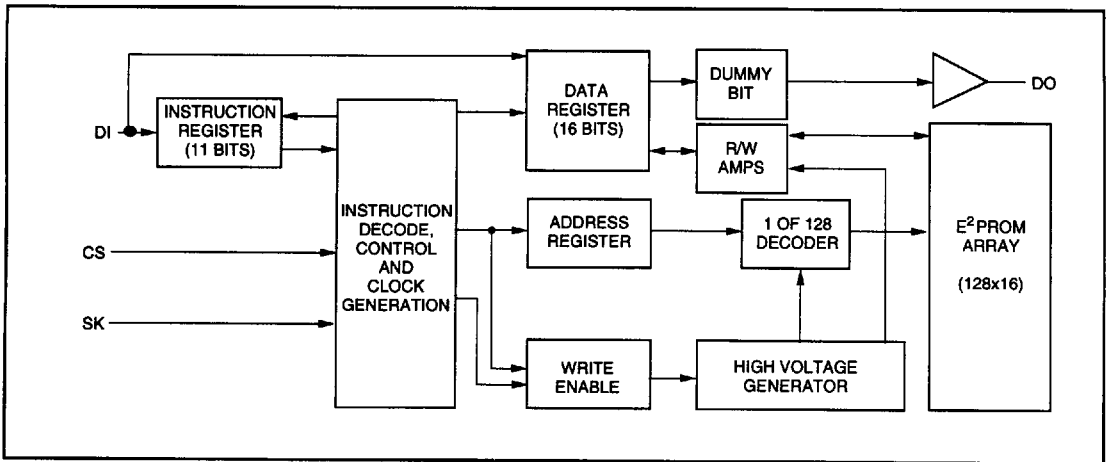 DI
INSTRUCTION
REGISTER
(11 BITS)
CS
SK
INSTRUCTION
DECODE,
CONTROL
AND
CLOCK
GENERATION
DATA
REGISTER
(16 BITS)
DUMMY
BIT
DO
R/W
AMPS
ADDRESS
REGISTER
1 OF 128
DECODER
E²PROM
ARRAY
(128x16)
WRITE
ENABLE
HIGH VOLTAGE
GENERATOR